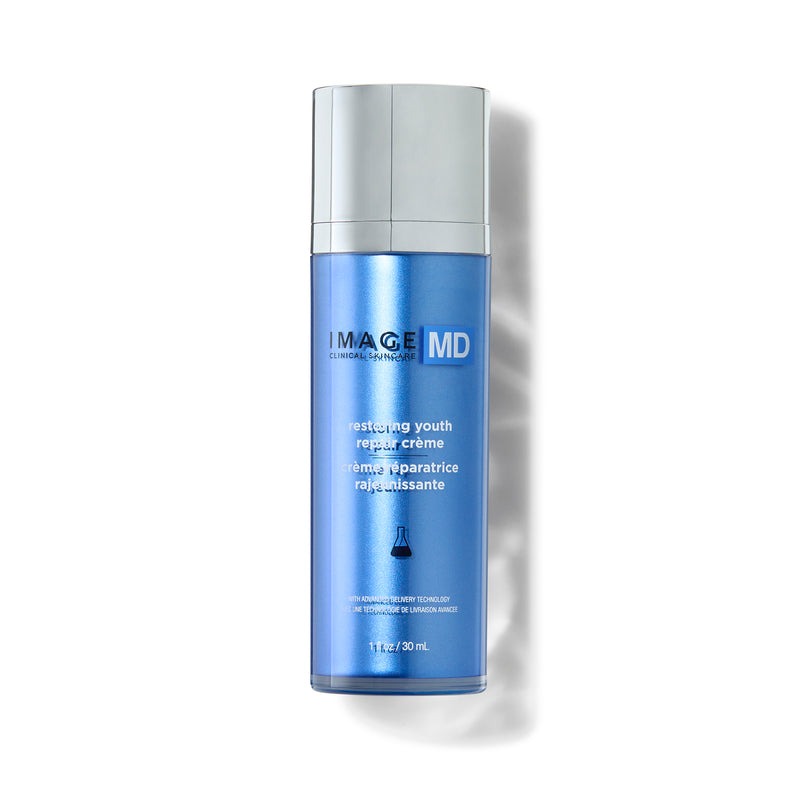 IMAGE MD
CLINICAL SKINCARE
restoring youth
repair crème
crème réparatrice
rajeunissante
WITH ADVANCED DELIVERY TECHNOLOGY
UNE TECHNOLOGIE DE LIVRAISON AVANCÉE
1 fl oz / 30 mL